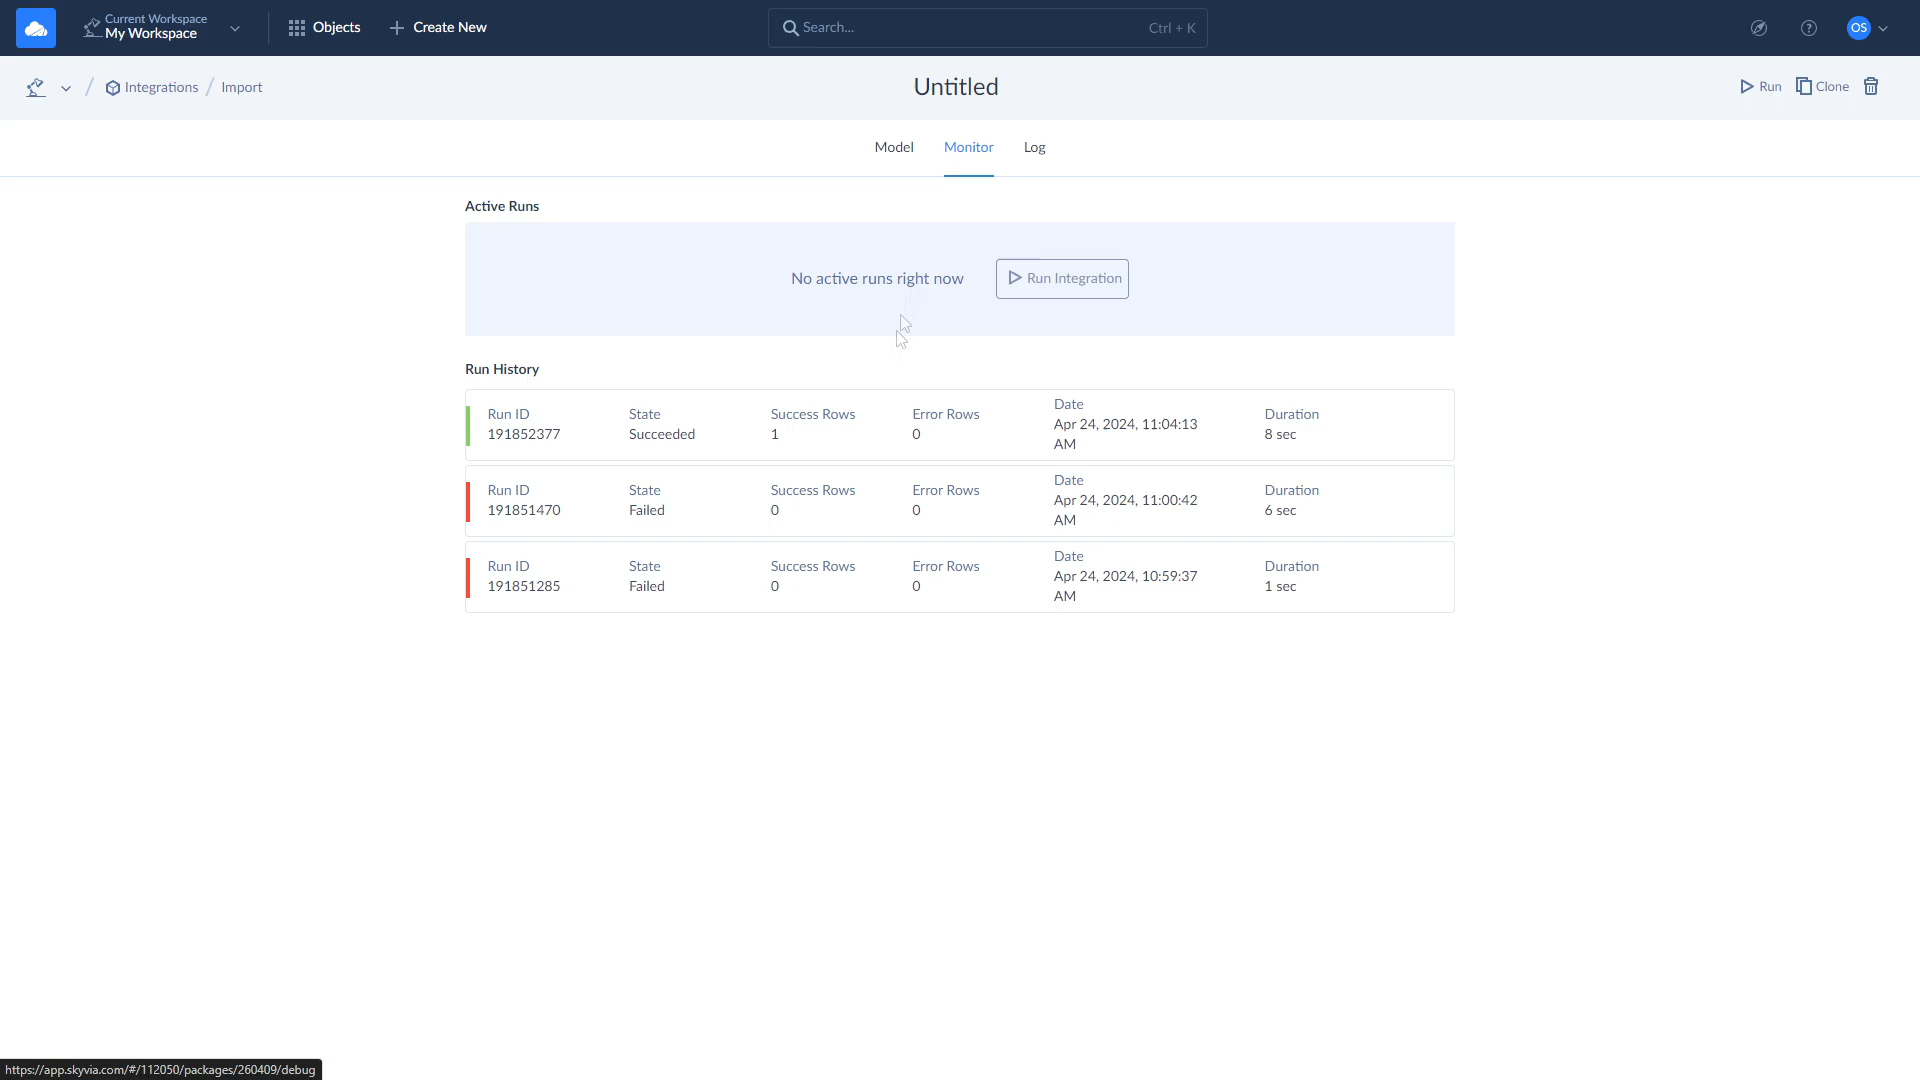 Current Workspace
My Workspace
Objects
Create New
Search...
Ctrl + K
?
OS
/ Integrations / Import
Untitled
Run
Clone
Model
Monitor
Log
Active Runs
No active runs right now
Run Integration
Run History
Run ID State Success Rows Error Rows Date Duration
191852377 Succeeded 1 0 Apr 24, 2024, 11:04:13 8 sec
AM
Run ID State Success Rows Error Rows Date Duration
191851470 Failed 0 0 Apr 24, 2024, 11:00:42 6 sec
AM
Run ID State Success Rows Error Rows Date Duration
191851285 Failed 0 0 Apr 24, 2024, 10:59:37 1 sec
AM
https://app.skyvia.com/#/112050/packages/260409/debug